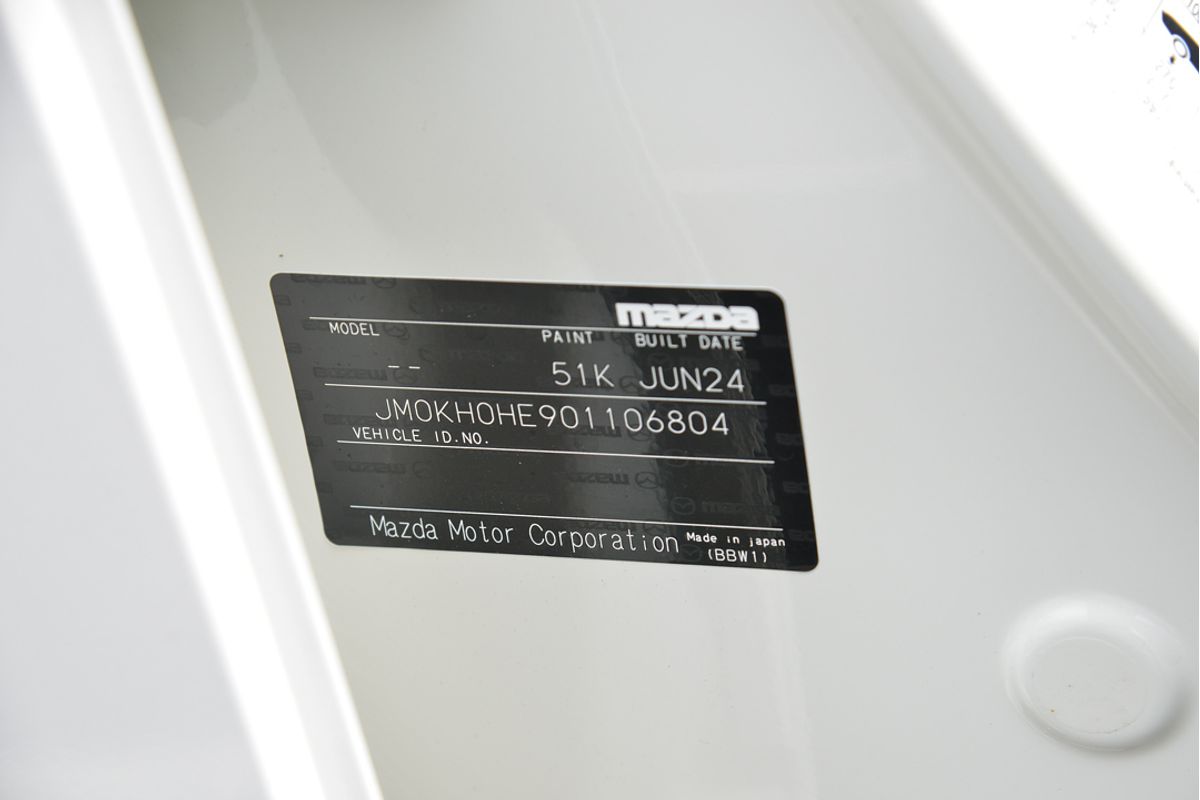 mazda
MODEL PAINT BUILT DATE
-- 51K JUN24
JM0KH0HE901106804
VEHICLE ID.NO.
Mazda Motor Corporation Made in japan
(BBW1)